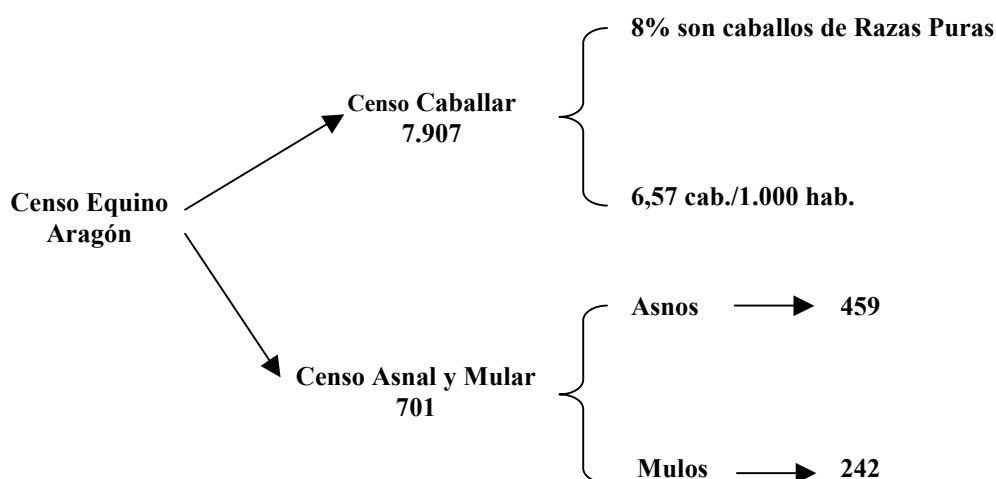 8% son caballos de Razas Puras
Censo Caballar
7.907
6,57 cab./1.000 hab.
Censo Equino
Aragón
Asnos
459
Censo Asnal y Mular
701
Mulos
242